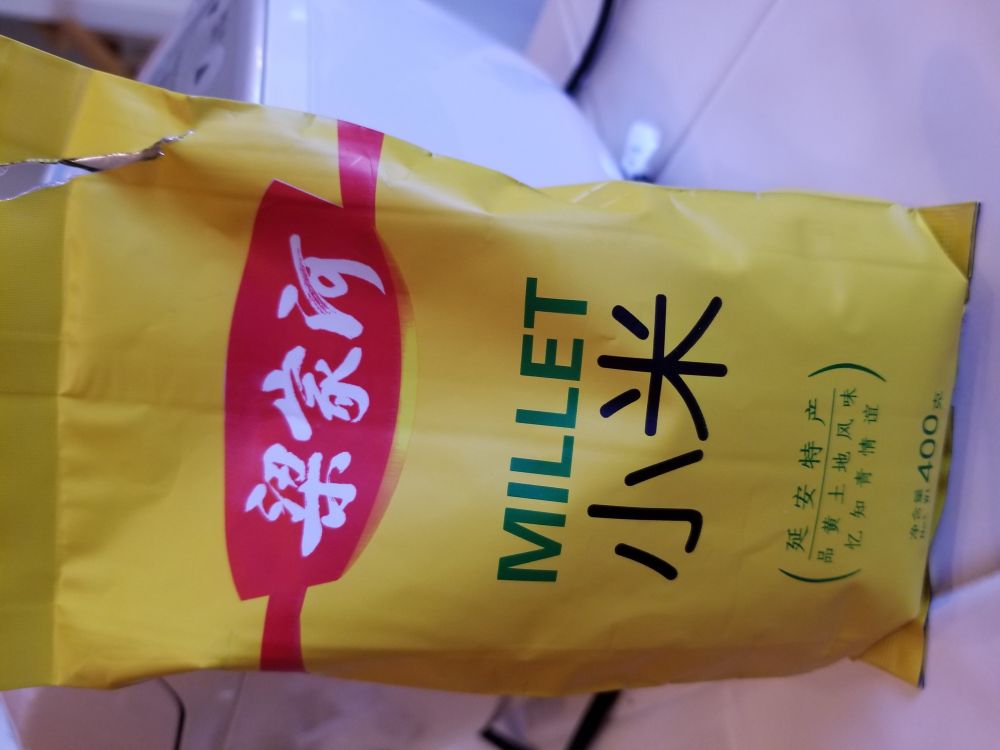 梁家河
MILLET
小米
延安特产
品黄土地风味
忆知青情谊
净含量
400克